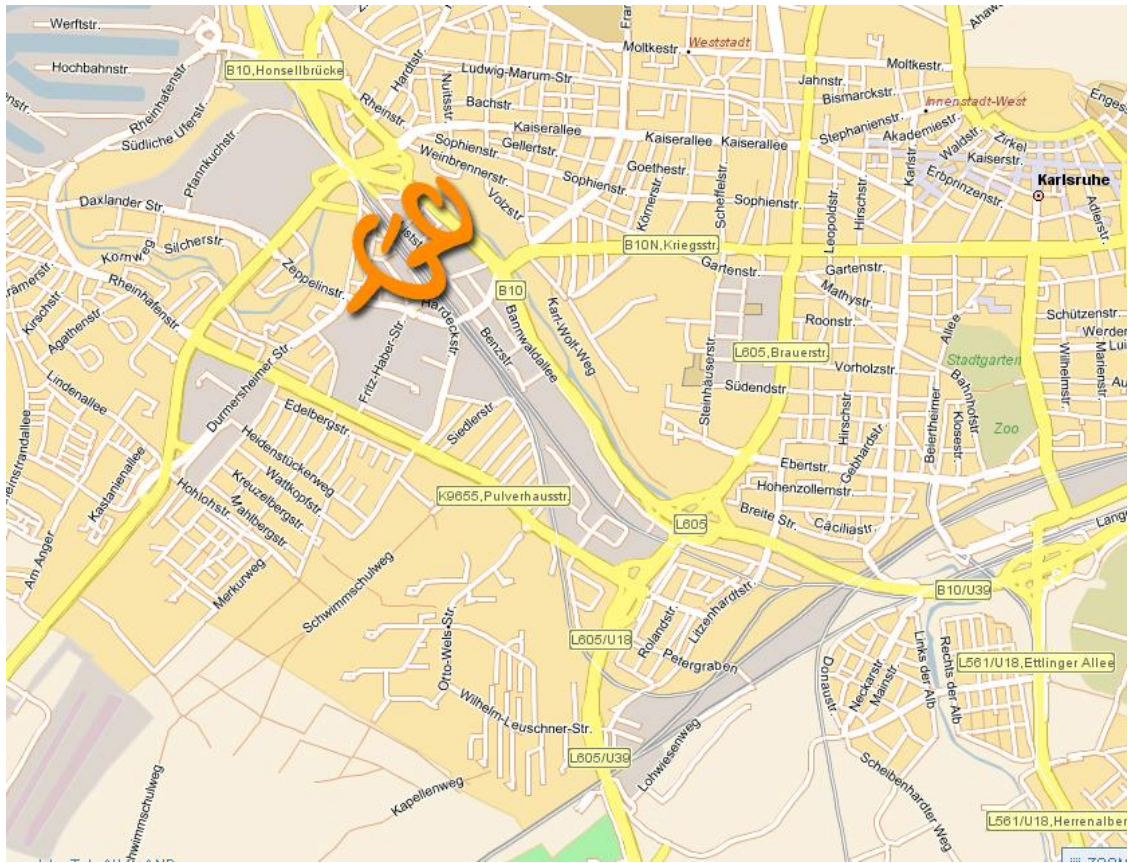 Werftstr.
Hochbahnstr.
Rheinhafenstr.
Südliche Uferstr.
Pfannkuchstr.
B10,Honsellbrücke
Hardtstr.
Nuitsstr.
Moltkestr.
Weststadt
Ludwig-Marum-Str
Bachstr.
Rheinstr.
Kaiserallee
Kaiserallee
Kaiserallee
Jahnstr.
Moltkestr.
Bismarckstr.
Innenstadt-West
Stephanienstr.
Akademiestr.
Waldstr.
Zirkel
Kaiserstr.
Karlstr.
Erbprinzenstr.
Karlsruhe
Adlerstr.
Sophienstr.
Gellertstr.
Weinbrennerstr.
Goethestr.
Sophienstr.
Sophienstr.
Volzstr.
Körnerstr.
Scheffelstr.
Leopoldstr.
Hirschstr.
Daxlander Str.
Silcherstr.
Kornweg
Zeppelinstr.
Rheinhafenstr.
Kirschstr.
Agathenstr.
B10N,Kriegsstr.
B10
Gartenstr.
Gartenstr.
Mathystr.
Roonstr.
Allee
Schützenstr.
L605,Brauerstr.
Vorholzstr.
Stadtgarten
Wilhelmstr.
Marienstr.
Hardeckstr.
Benzstr.
Bannwaldallee
Karl-Wolf-Weg
Steinhäuserstr.
Südendstr.
Fritz-Haber-Str.
Durmersheimer Str.
Lindenallee
Edelbergstr.
Siedlerstr.
Hirschstr.
Gebhardstr.
Beiertheimer
Bahnhofstr.
Klosestr.
Zoo
Heidenstückerweg
Wattkopfstr.
Kreuzelbergstr.
Mahlbergstr.
Hohlohstr.
Kastanienallee
Am Anger
K9655,Pulverhausstr.
Ebertstr.
Hohenzollernstr.
L605
Breite Str.
Cäciliastr.
Merkurweg
Schwimmschulweg
B10/U39
Otto-Wels-Str.
Rolandstr.
Litzenhardtstr.
L605/U18
Petergraben
Donaustr.
Neckarstr.
Mainstr.
Links der Alb
Rechts der Alb
L561/U18,Ettlinger Allee
Wilhelm-Leuschner-Str.
L605/U39
Lohwiesenweg
Kapellenweg
Scheibenhardter Weg